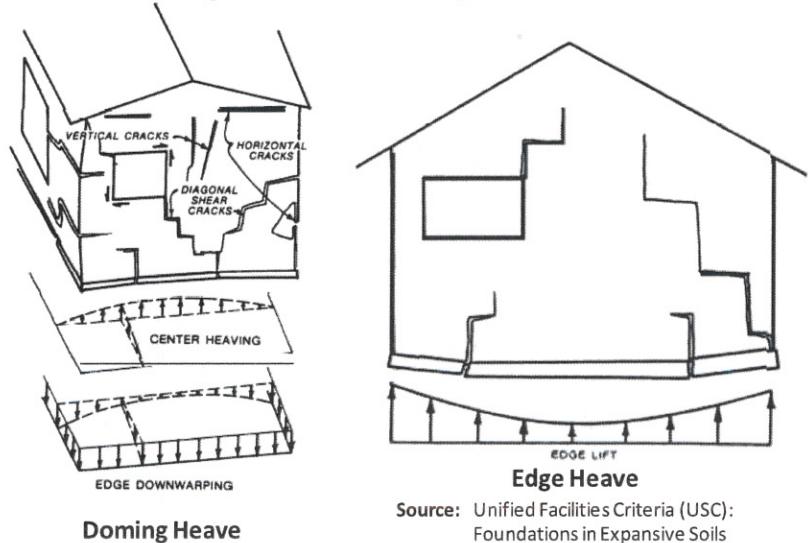 VERTICAL CRACKS
HORIZONTAL
CRACKS
DIAGONAL
SHEAR
CRACKS
CENTER HEAVING
EDGE DOWNWARPING
Doming Heave
EDGE LIFT
Edge Heave
Source: Unified Facilities Criteria (USC):
Foundations in Expansive Soils